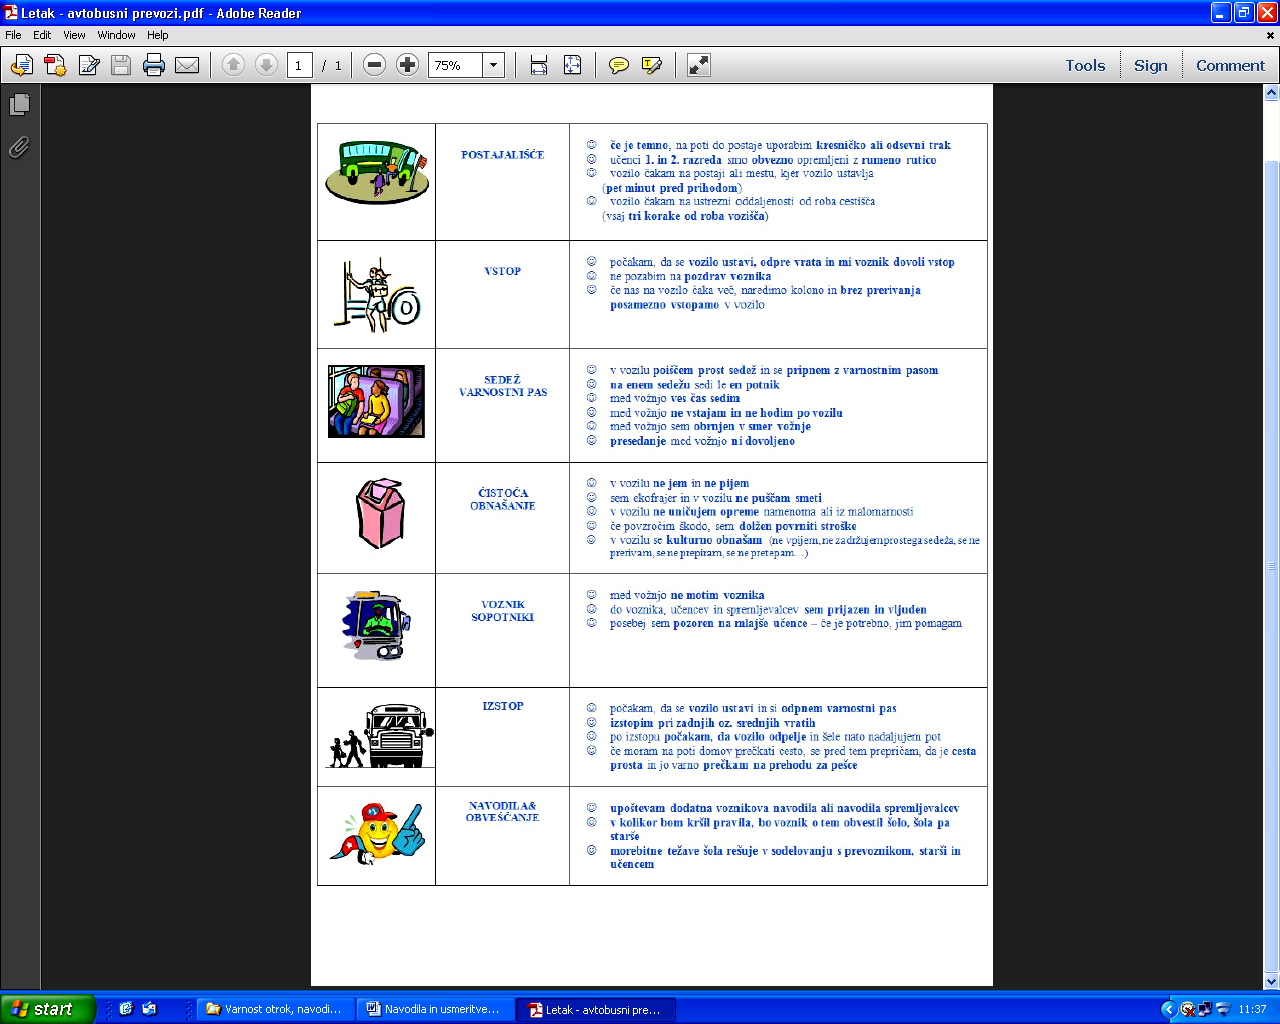 Letak - avtobusni prevozi.pdf - Adobe Reader
File Edit View Window Help
1 / 1 75% Tools Sign Comment
POSTAJALIŠČE
če je temno, na poti do postaje uporabim kresničko ali odsevni trak
učenci 1. in 2. razreda smo obvezno opremljeni z rumeno rutico
vozilo čakam na postaji ali mestu, kjer vozilo ustavlja
(pet minut pred prihodom)
vozilo čakam na ustrezni oddaljenosti od roba cestišča
(vsaj tri korake od roba vozišča)
VSTOP
počakam, da se vozilo ustavi, odpre vrata in mi voznik dovoli vstop
ne pozabim na pozdrav voznika
če nas na vozilo čaka več, naredimo kolono in brez prerivanja
posamezno vstopamo v vozilo
SEDEŽ
VARNOSTNI PAS
v vozilu poiščem prost sedež in se pripnem z varnostnim pasom
na enem sedežu sedi le en potnik
med vožnjo ves čas sedim
med vožnjo ne vstajam in ne hodim po vozilu
med vožnjo sem obrnjen v smer vožnje
presedanje med vožnjo ni dovoljeno
ČISTOČA
OBNAŠANJE
v vozilu ne jem in ne pijem
sem ekofrajer in v vozilu ne puščam smeti
v vozilu ne uničujem opreme namenoma ali iz malomarnosti
če povzročim škodo, sem dolžen povrniti stroške
v vozilu se kulturno obnašam (ne vpijem, ne zadržujem prostega sedeža, se ne
prerivam, se ne prepiram, se ne pretepam…)
VOZNIK
SOPOTNIKI
med vožnjo ne motim voznika
do voznika, učencev in spremljevalcev sem prijazen in vljuden
posebej sem pozoren na mlajše učence – če je potrebno, jim pomagam
IZSTOP
počakam, da se vozilo ustavi in si odpnem varnostni pas
izstopim pri zadnjih oz. srednjih vratih
po izstopu počakam, da vozilo odpelje in šele nato nadaljujem pot
če moram na poti domov prečkati cesto, se pred tem prepričam, da je cesta
prosta in jo varno prečkam na prehodu za pešce
NAVODILA&
OBVEŠČANJE
upoštevam dodatna voznikova navodila ali navodila spremljevalcev
v kolikor bom kršil pravila, bo voznik o tem obvestil šolo, šola pa
starše
morebitne težave šola rešuje v sodelovanju s prevoznikom, starši in
učencem
start Varnost otrok, navodi... Navodila in usmeritve... Letak - avtobusni pre... 11:37